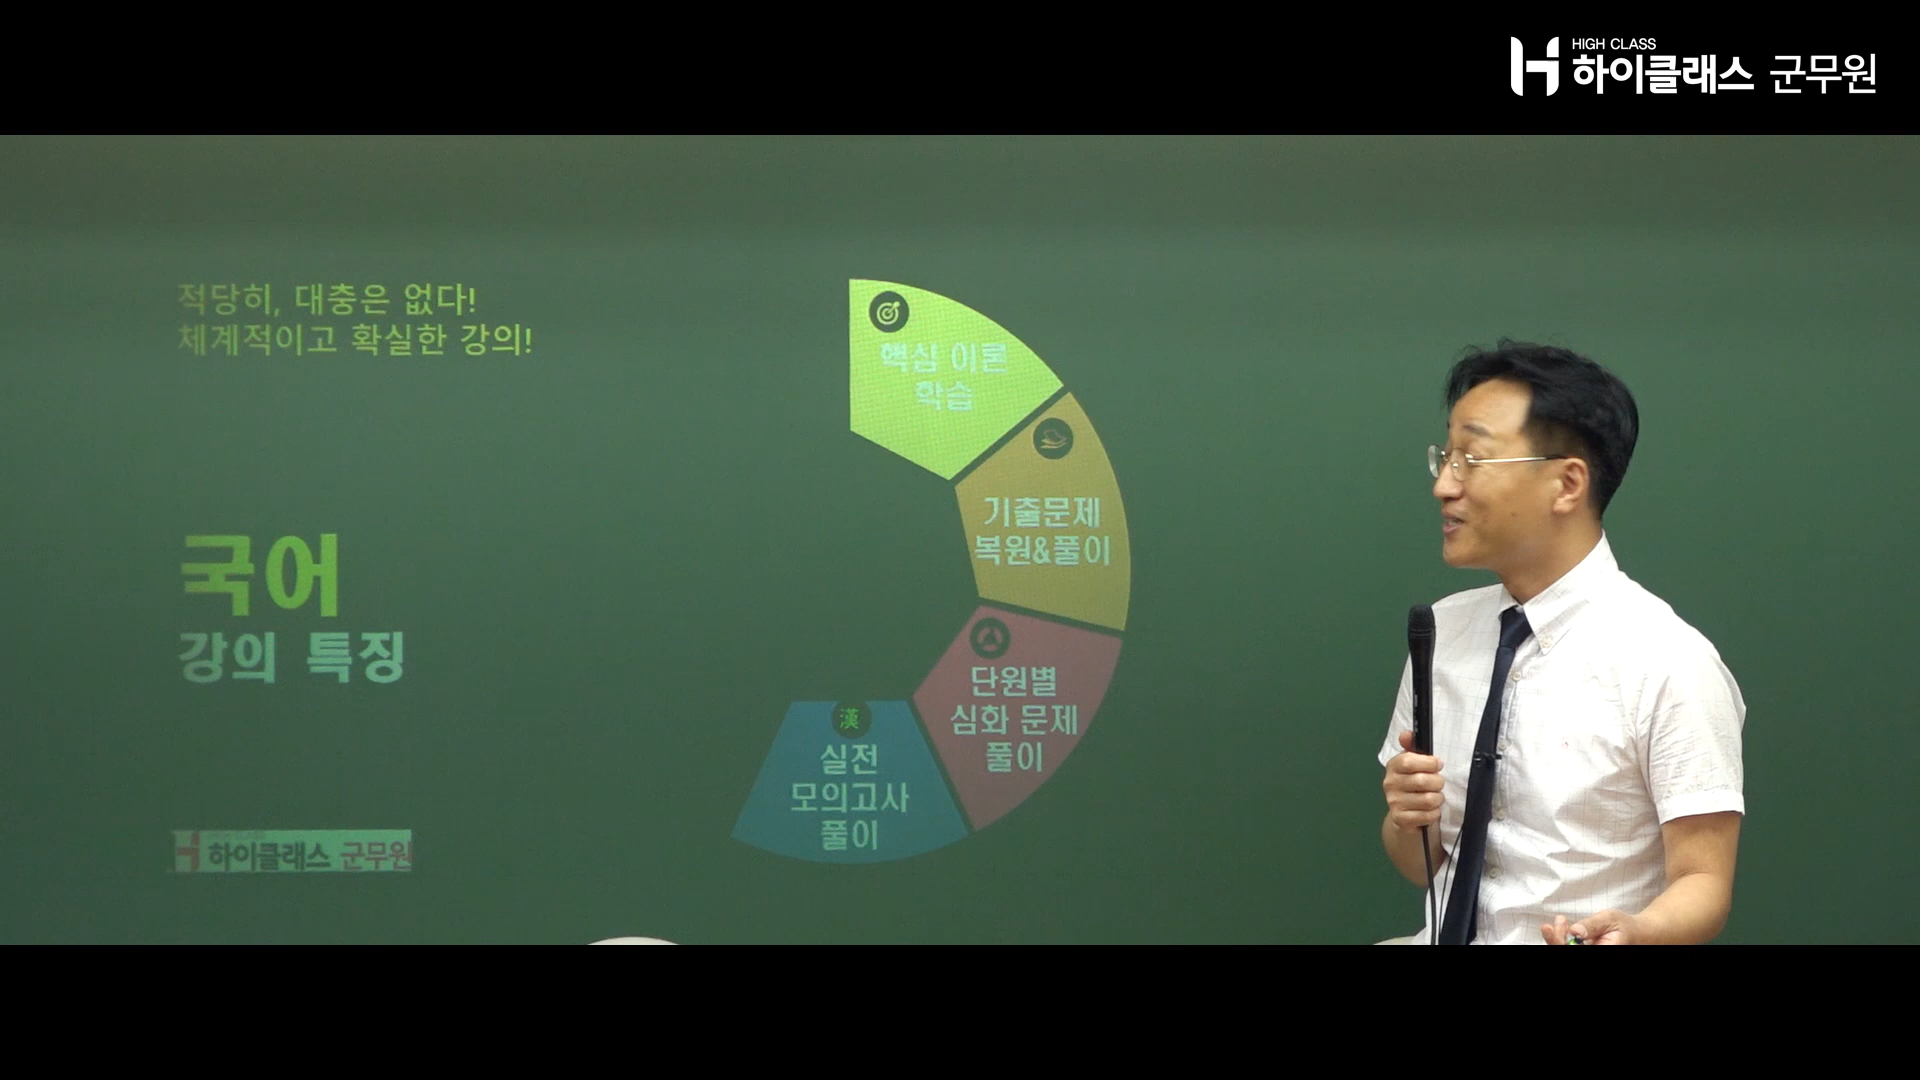 HIGH CLASS
하이클래스 군무원
적당히, 대충은 없다!
체계적이고 확실한 강의!
핵심 이론
학습
기출문제
복원&풀이
국어
강의 특징
단원별
심화 문제
풀이
漢
실전
모의고사
풀이
하이클래스 군무원